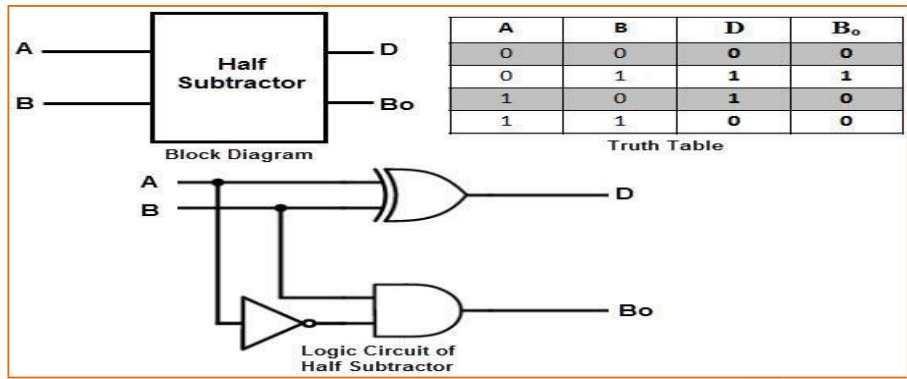 A
B
Half
Subtractor
D
Bo
Block Diagram
A B D Bₒ
0 0 0 0
0 1 1 1
1 0 1 0
1 1 0 0
Truth Table
A
B
D
Bo
Logic Circuit of
Half Subtractor